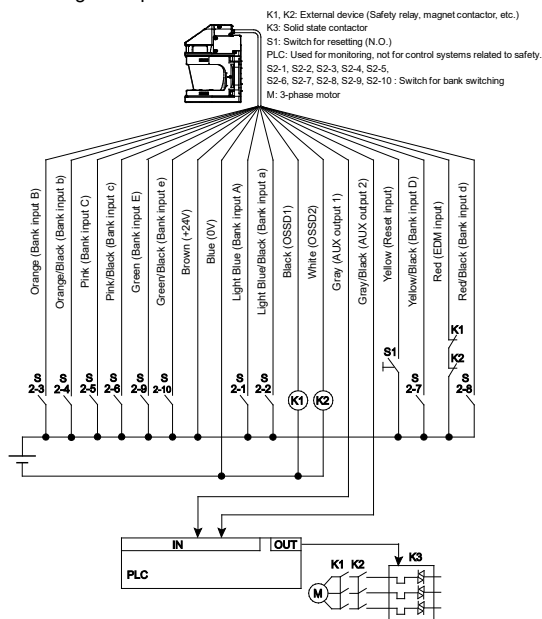 K1, K2: External device (Safety relay, magnet contactor, etc.)
K3: Solid state contactor
S1: Switch for resetting (N.O.)
PLC: Used for monitoring, not for control systems related to safety.
S2-1, S2-2, S2-3, S2-4, S2-5,
S2-6, S2-7, S2-8, S2-9, S2-10 : Switch for bank switching
M: 3-phase motor
Orange (Bank input B)
Orange/Black (Bank input b)
Pink (Bank input C)
Pink/Black (Bank input c)
Green (Bank input E)
Green/Black (Bank input e)
Brown (+24V)
Blue (0V)
Light Blue (Bank input A)
Light Blue/Black (Bank input a)
Black (OSSD1)
White (OSSD2)
Gray (AUX output 1)
Gray/Black (AUX output 2)
Yellow (Reset input)
Yellow/Black (Bank input D)
Red (EDM input)
Red/Black (Bank input d)
K1
S1
K2
S 2-3
S 2-4
S 2-5
S 2-6
S 2-9
S 2-10
S 2-1
S 2-2
K1
K2
S 2-7
S 2-8
IN
OUT
PLC
K1 K2
K3
M